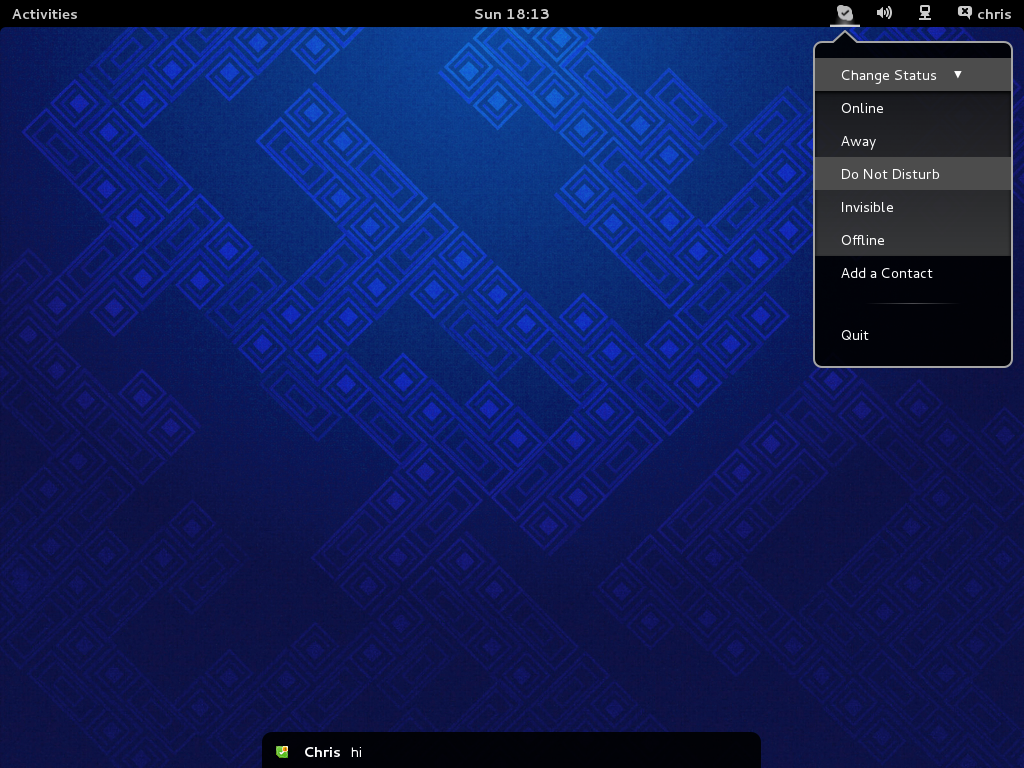 Activities
Sun 18:13
chris
Change Status
Online
Away
Do Not Disturb
Invisible
Offline
Add a Contact
Quit
Chris hi